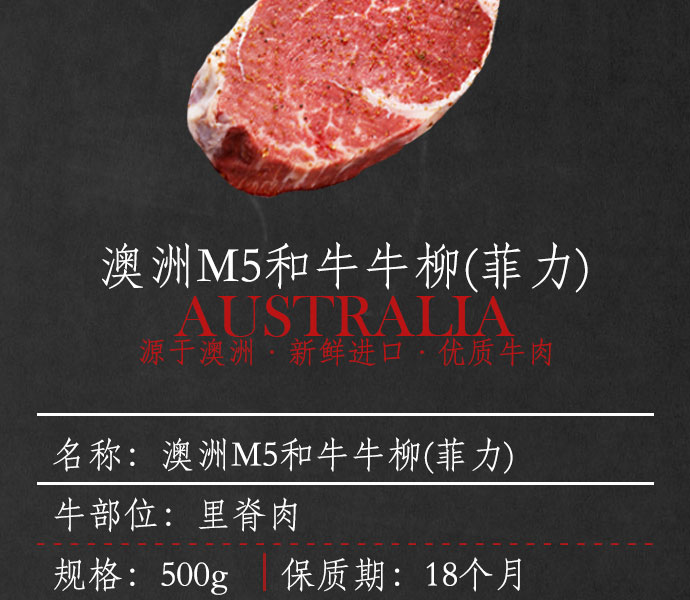 澳洲M5和牛牛柳(菲力)
AUSTRALIA
源于澳洲·新鲜进口·优质牛肉
名称：澳洲M5和牛牛柳(菲力)
牛部位：里脊肉
规格：500g 保质期：18个月